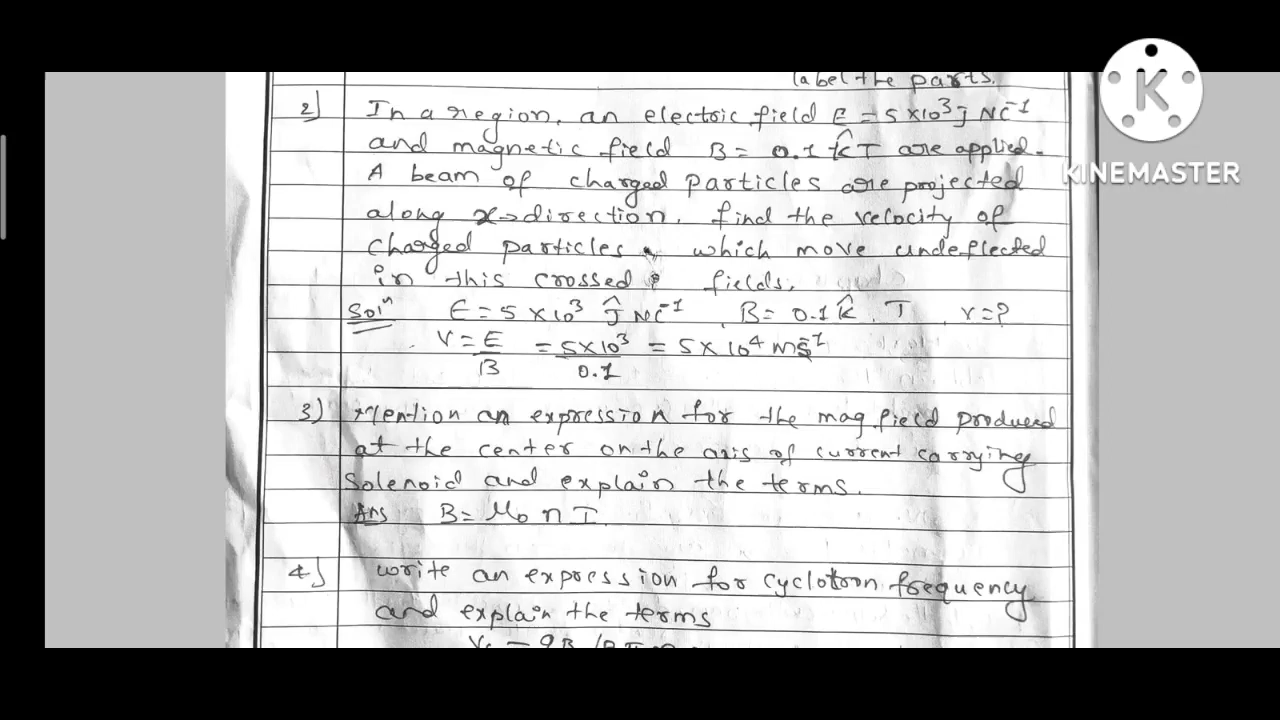 label the parts.
2) In a region, an electric field E = 5×10³ĵ NC⁻¹
and magnetic field B = 0.1 k̂ T are applied.
A beam of charged particles are projected
along x→direction. find the velocity of
charged particles which move undeflected
in this crossed fields.
Solⁿ E = 5 ×10³ ĵ NC⁻¹, B = 0.1 k̂. T, v=?
V = E/B = 5×10³/0.1 = 5× 10⁴ ms⁻¹
3) Mention an expression for the mag. field produced
at the center on the axis of current carrying
Solenoid and explain the terms.
Ans B = μ₀ n I.
4) write an expression for cyclotron frequency
and explain the terms
K
KINEMASTER